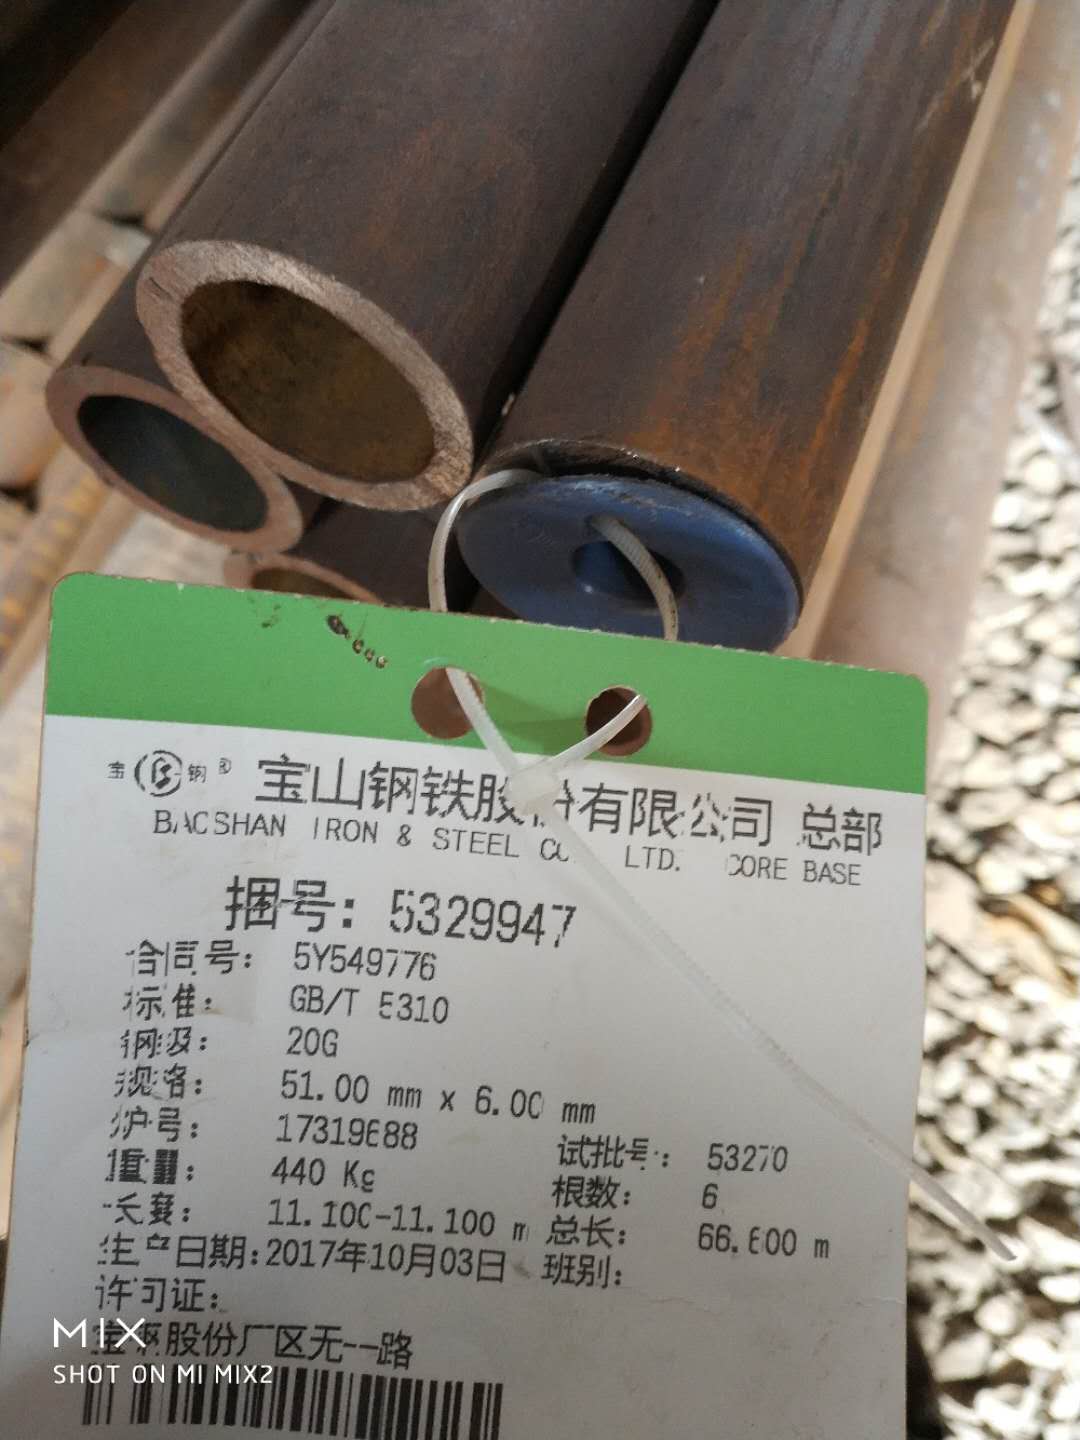 宝钢®
宝山钢铁股份有限公司 总部
BAOSHAN IRON & STEEL CO., LTD. CORE BASE
捆号: 5329947
合同号: 5Y549776
标准: GB/T 5310
钢级: 20G
规格: 51.00 mm x 6.00 mm
炉号: 17319688 试批号: 53270
重量: 440 Kg 根数: 6
长度: 11.100-11.100 m 总长: 66.600 m
生产日期:2017年10月03日 班别:
许可证:
宝钢股份厂区无一路
MIX
SHOT ON MI MIX2